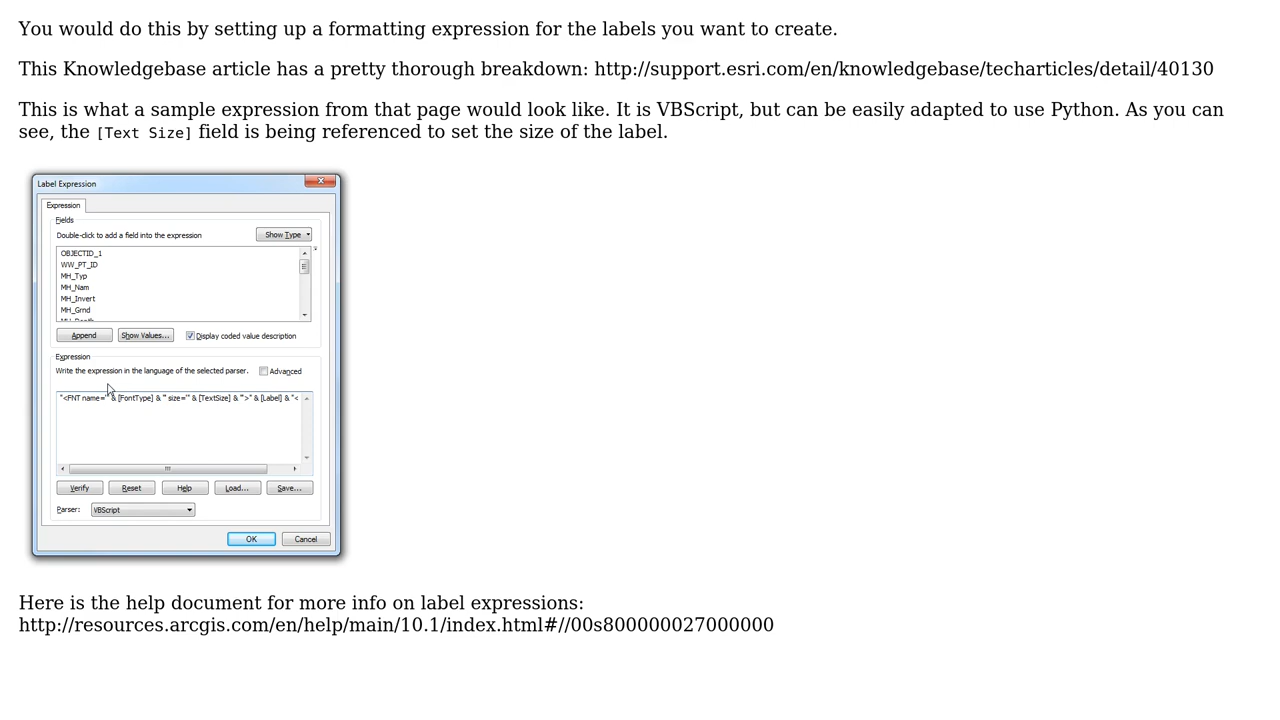 You would do this by setting up a formatting expression for the labels you want to create.
This Knowledgebase article has a pretty thorough breakdown: http://support.esri.com/en/knowledgebase/techarticles/detail/40130
This is what a sample expression from that page would look like. It is VBScript, but can be easily adapted to use Python. As you can
see, the [Text Size] field is being referenced to set the size of the label.
Label Expression
Expression
Fields
Double-click to add a field into the expression
Show Type
OBJECTID_1
WW_PT_ID
MH_Typ
MH_Nam
MH_Invert
MH_Grnd
Append Show Values... Display coded value description
Expression
Write the expression in the language of the selected parser. Advanced
"<FNT name='" & [FontType] & "' size='" & [TextSize] & "'>" & [Label] & "<
Verify Reset Help Load... Save...
Parser: VBScript
OK Cancel
Here is the help document for more info on label expressions:
http://resources.arcgis.com/en/help/main/10.1/index.html#//00s800000027000000